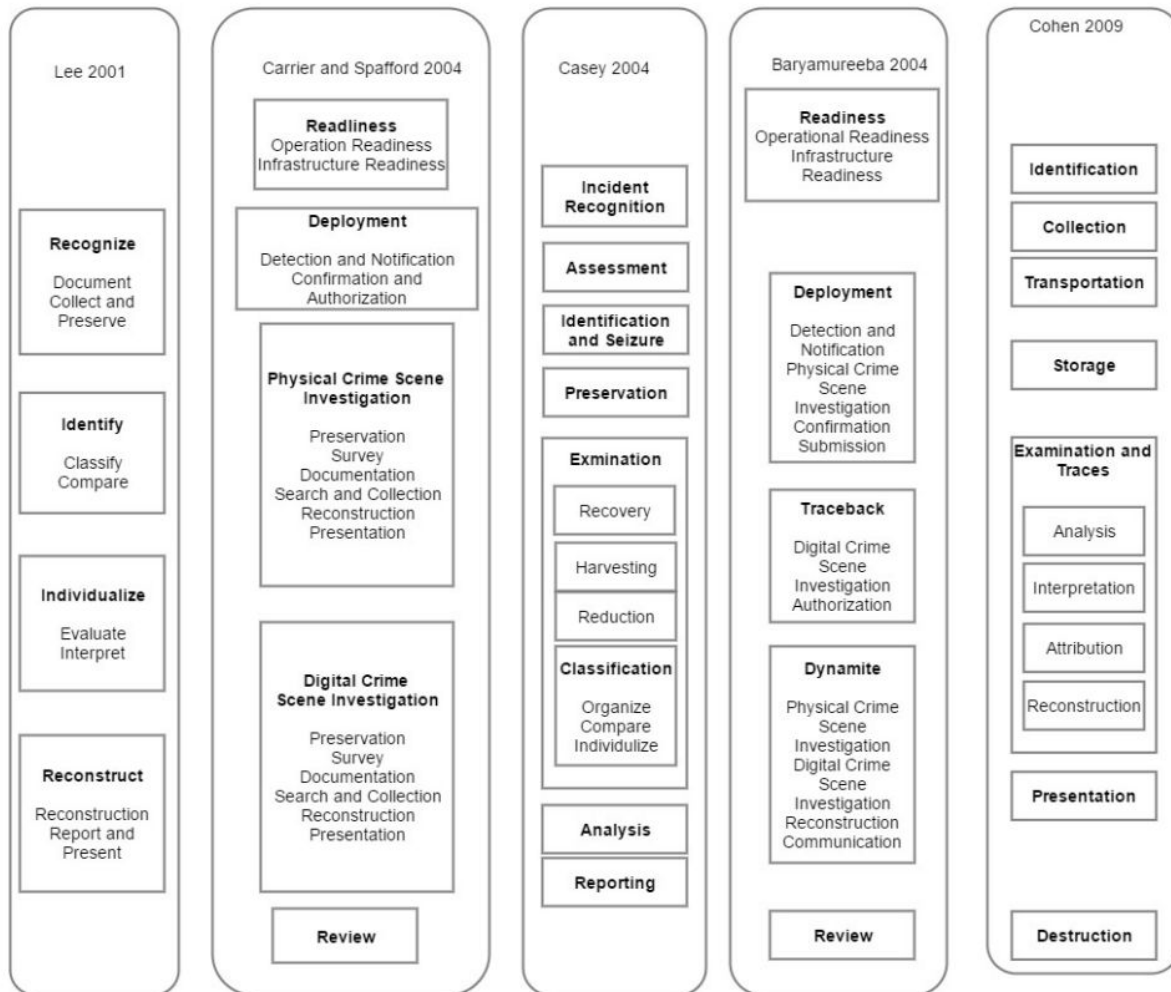 Lee 2001
Recognize
Document
Collect and
Preserve
Identify
Classify
Compare
Individualize
Evaluate
Interpret
Reconstruct
Reconstruction
Report and
Present
Carrier and Spafford 2004
Readliness
Operation Readiness
Infrastructure Readiness
Deployment
Detection and Notification
Confirmation and
Authorization
Physical Crime Scene
Investigation
Preservation
Survey
Documentation
Search and Collection
Reconstruction
Presentation
Digital Crime
Scene Investigation
Preservation
Survey
Documentation
Search and Collection
Reconstruction
Presentation
Review
Casey 2004
Incident
Recognition
Assessment
Identification
and Seizure
Preservation
Exmination
Recovery
Harvesting
Reduction
Classification
Organize
Compare
Individulize
Analysis
Reporting
Baryamureeba 2004
Readiness
Operational Readiness
Infrastructure
Readiness
Deployment
Detection and
Notification
Physical Crime
Scene
Investigation
Confirmation
Submission
Traceback
Digital Crime
Scene
Investigation
Authorization
Dynamite
Physical Crime
Scene
Investigation
Digital Crime
Scene
Investigation
Reconstruction
Communication
Review
Cohen 2009
Identification
Collection
Transportation
Storage
Examination and
Traces
Analysis
Interpretation
Attribution
Reconstruction
Presentation
Destruction